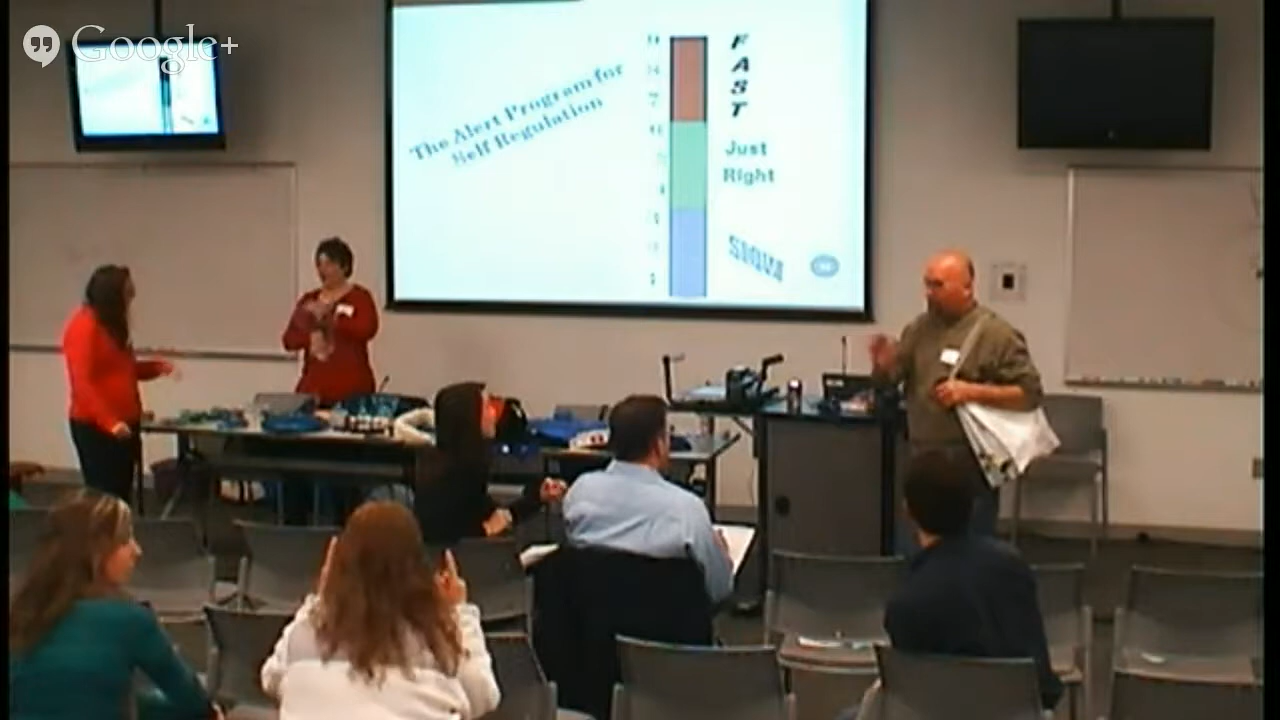 Google+
The Alert Program for
Self Regulation
FAST
Just
Right
SLOW